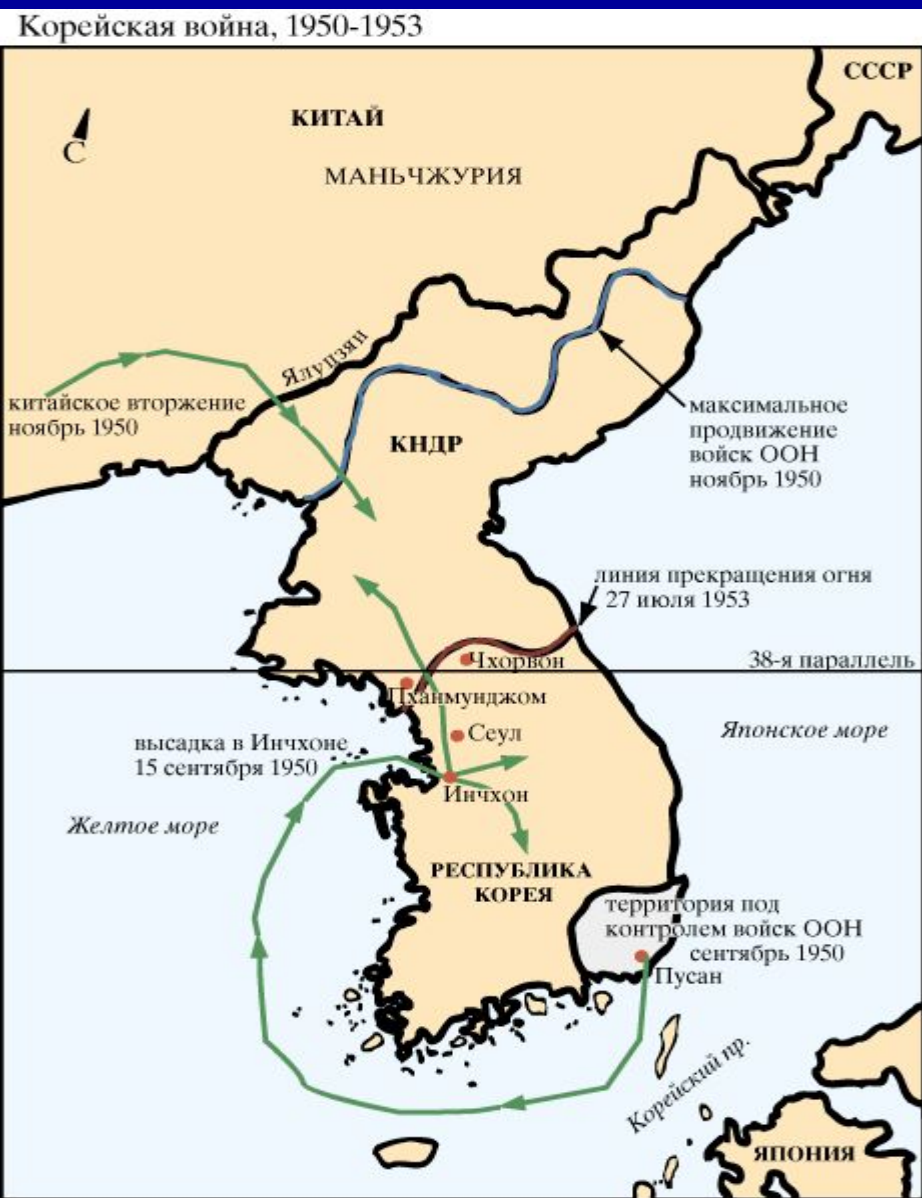 Корейская война, 1950-1953
СССР
КИТАЙ
С
МАНЬЧЖУРИЯ
Ялуцзян
китайское вторжение
ноябрь 1950
максимальное
продвижение
войск ООН
ноябрь 1950
КНДР
линия прекращения огня
27 июля 1953
Чхорвон
38-я параллель
Пханмунджом
Сеул
Японское море
высадка в Инчхоне
15 сентября 1950
Инчхон
Желтое море
РЕСПУБЛИКА
КОРЕЯ
территория под
контролем войск ООН
сентябрь 1950
Пусан
Корейский пр.
ЯПОНИЯ